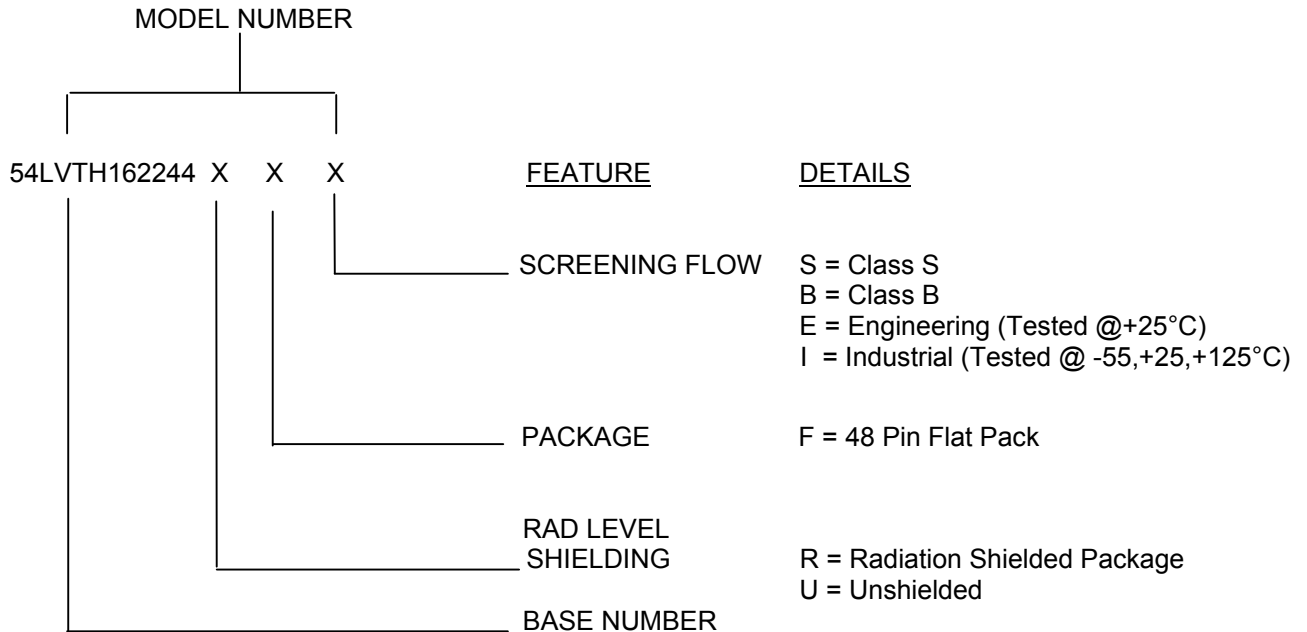 MODEL NUMBER
54LVTH162244 X X X FEATURE DETAILS
SCREENING FLOW S = Class S
B = Class B
E = Engineering (Tested @+25°C)
I = Industrial (Tested @ -55,+25,+125°C)
PACKAGE F = 48 Pin Flat Pack
RAD LEVEL
SHIELDING R = Radiation Shielded Package
U = Unshielded
BASE NUMBER